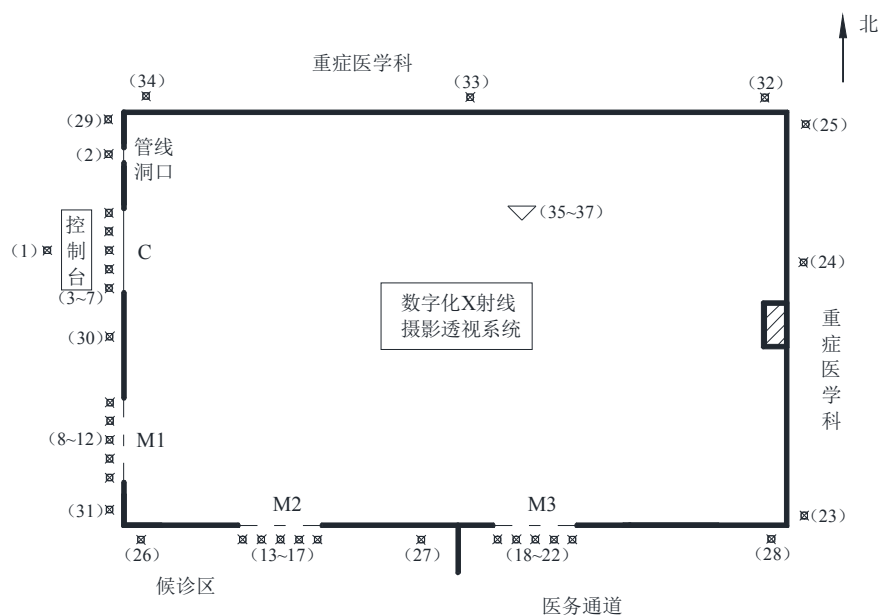 北
重症医学科
（34）
（33）
（32）
（29）
（25）
（2）
管线
洞口
（35~37）
控
制
台
（1）
C
（24）
（3~7）
数字化X射线
摄影透视系统
（30）
重
症
医
学
科
（8~12）
M1
M2
M3
（31）
（23）
（26）
（13~17）
（27）
（18~22）
（28）
候诊区
医务通道